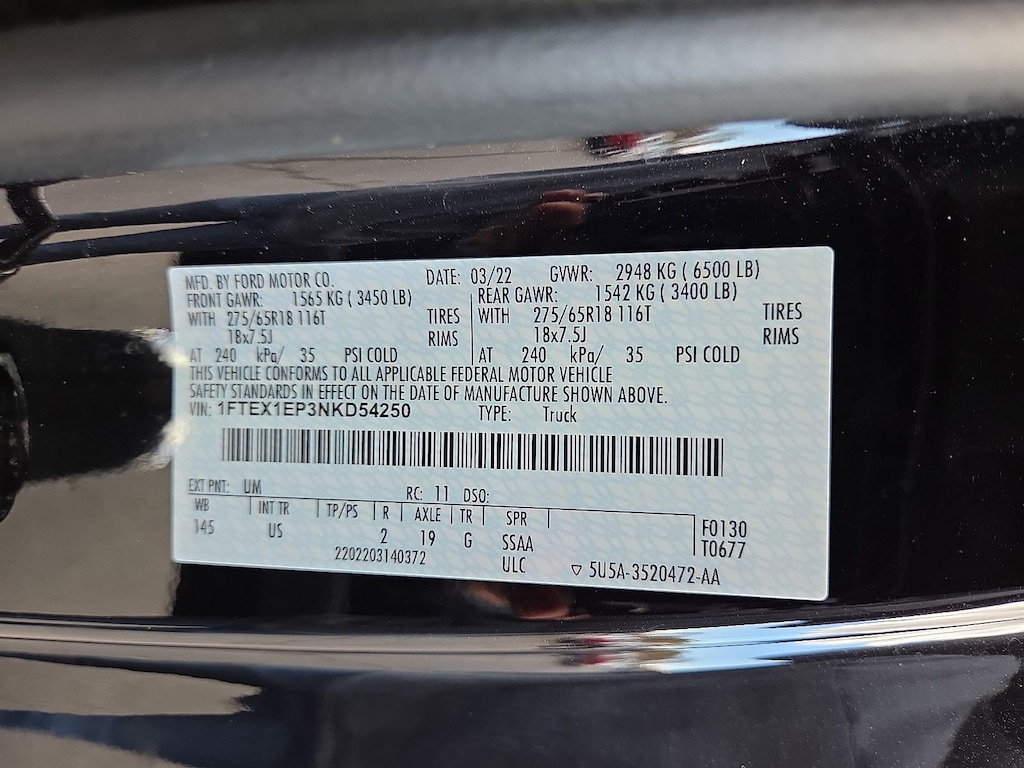 MFD. BY FORD MOTOR CO. DATE: 03/22 GVWR: 2948 KG ( 6500 LB)
FRONT GAWR: 1565 KG ( 3450 LB) REAR GAWR: 1542 KG ( 3400 LB)
WITH 275/65R18 116T TIRES WITH 275/65R18 116T TIRES
18x7.5J RIMS 18x7.5J RIMS
AT 240 kPa/ 35 PSI COLD AT 240 kPa/ 35 PSI COLD
THIS VEHICLE CONFORMS TO ALL APPLICABLE FEDERAL MOTOR VEHICLE
SAFETY STANDARDS IN EFFECT ON THE DATE OF MANUFACTURE SHOWN ABOVE.
VIN: 1FTEX1EP3NKD54250 TYPE: Truck
EXT PNT: UM RC: 11 DSO:
WB INT TR TP/PS R AXLE TR SPR F0130
145 US 2 19 G SSAA T0677
2202203140372 ULC ▽ 5U5A-3520472-AA